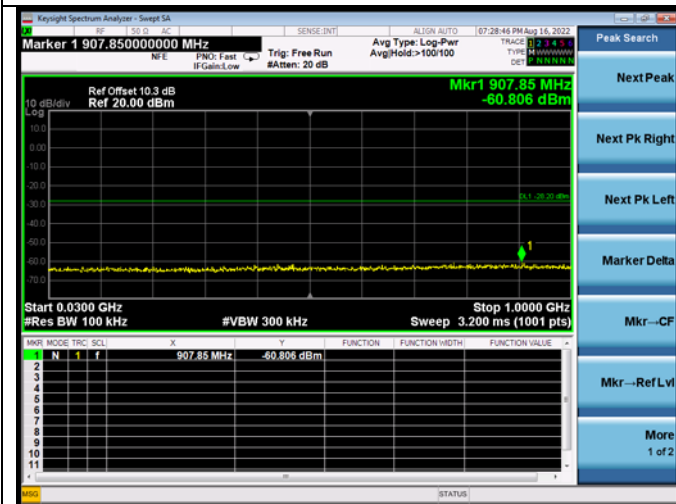 Keysight Spectrum Analyzer - Swept SA
RF 50 Ω AC SENSE:INT ALIGN AUTO 07:28:46 PM Aug 16, 2022
Marker 1 907.850000000 MHz
NFE PNO: Fast IFGain:Low
Trig: Free Run #Atten: 20 dB
Avg Type: Log-Pwr Avg|Hold:>100/100
TRACE 1 2 3 4 5 6
TYPE M W W W W W
DET P N N N N N
Peak Search
Next Peak
Next Pk Right
Next Pk Left
Marker Delta
Mkr→CF
Mkr→Ref Lvl
More
1 of 2
Ref Offset 10.3 dB
10 dB/div Ref 20.00 dBm
Log
Mkr1 907.85 MHz
-60.806 dBm
10.0
0.00
-10.0
-20.0
DL1 -28.20 dBm
-30.0
-40.0
-50.0
1
-60.0
-70.0
Start 0.0300 GHz Stop 1.0000 GHz
#Res BW 100 kHz #VBW 300 kHz Sweep 3.200 ms (1001 pts)
MKR MODE TRC SCL X Y FUNCTION FUNCTION WIDTH FUNCTION VALUE
1 N 1 f 907.85 MHz -60.806 dBm
2
3
4
5
6
7
8
9
10
11
MSG STATUS